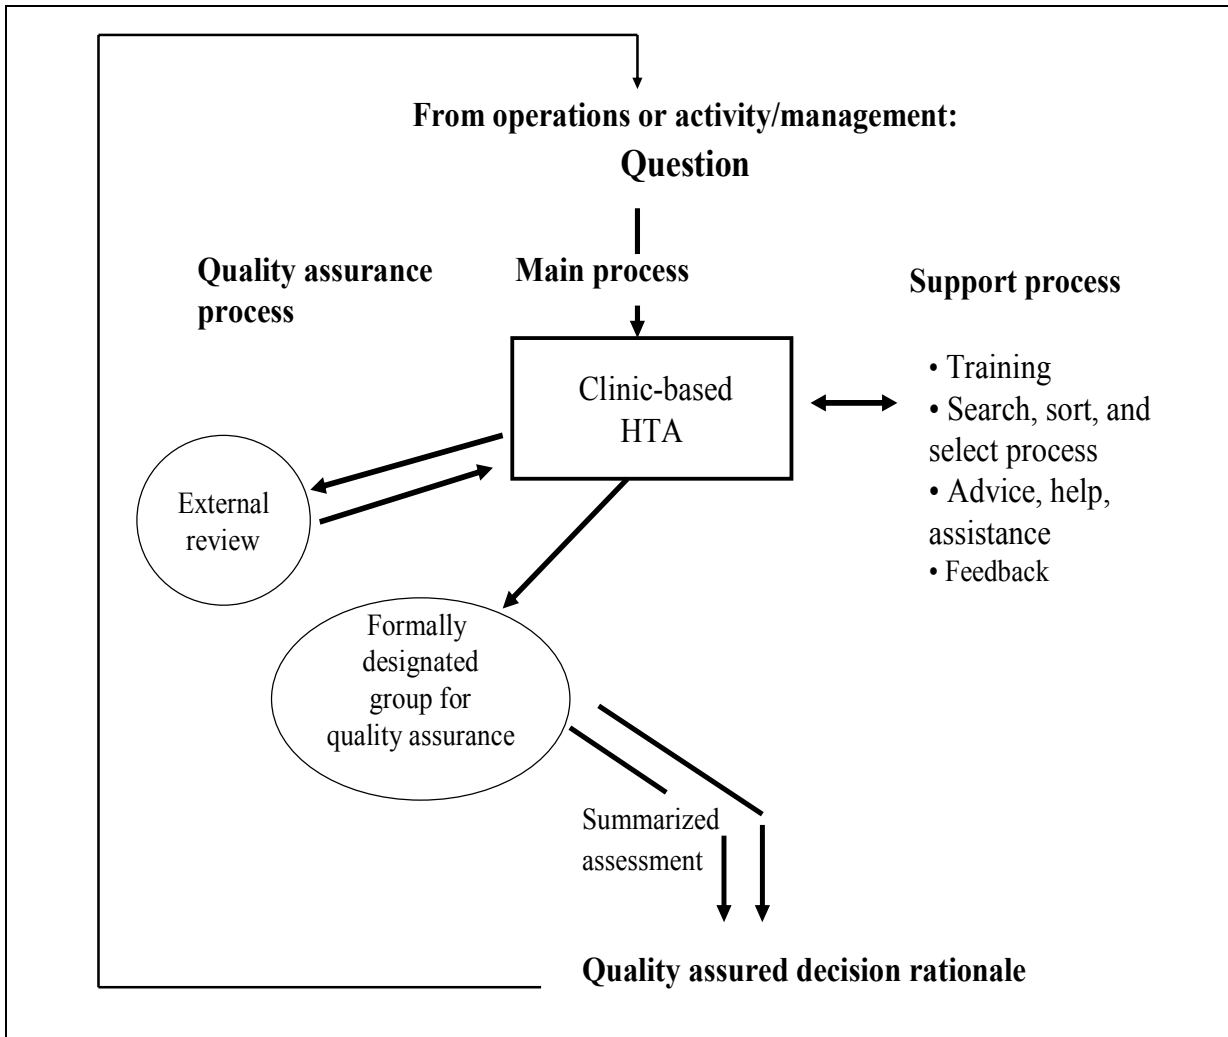 From operations or activity/management:
Question
Quality assurance
process
Main process
Support process
Clinic-based
HTA
• Training
• Search, sort, and
select process
• Advice, help,
assistance
• Feedback
External
review
Formally
designated
group for
quality assurance
Summarized
assessment
Quality assured decision rationale